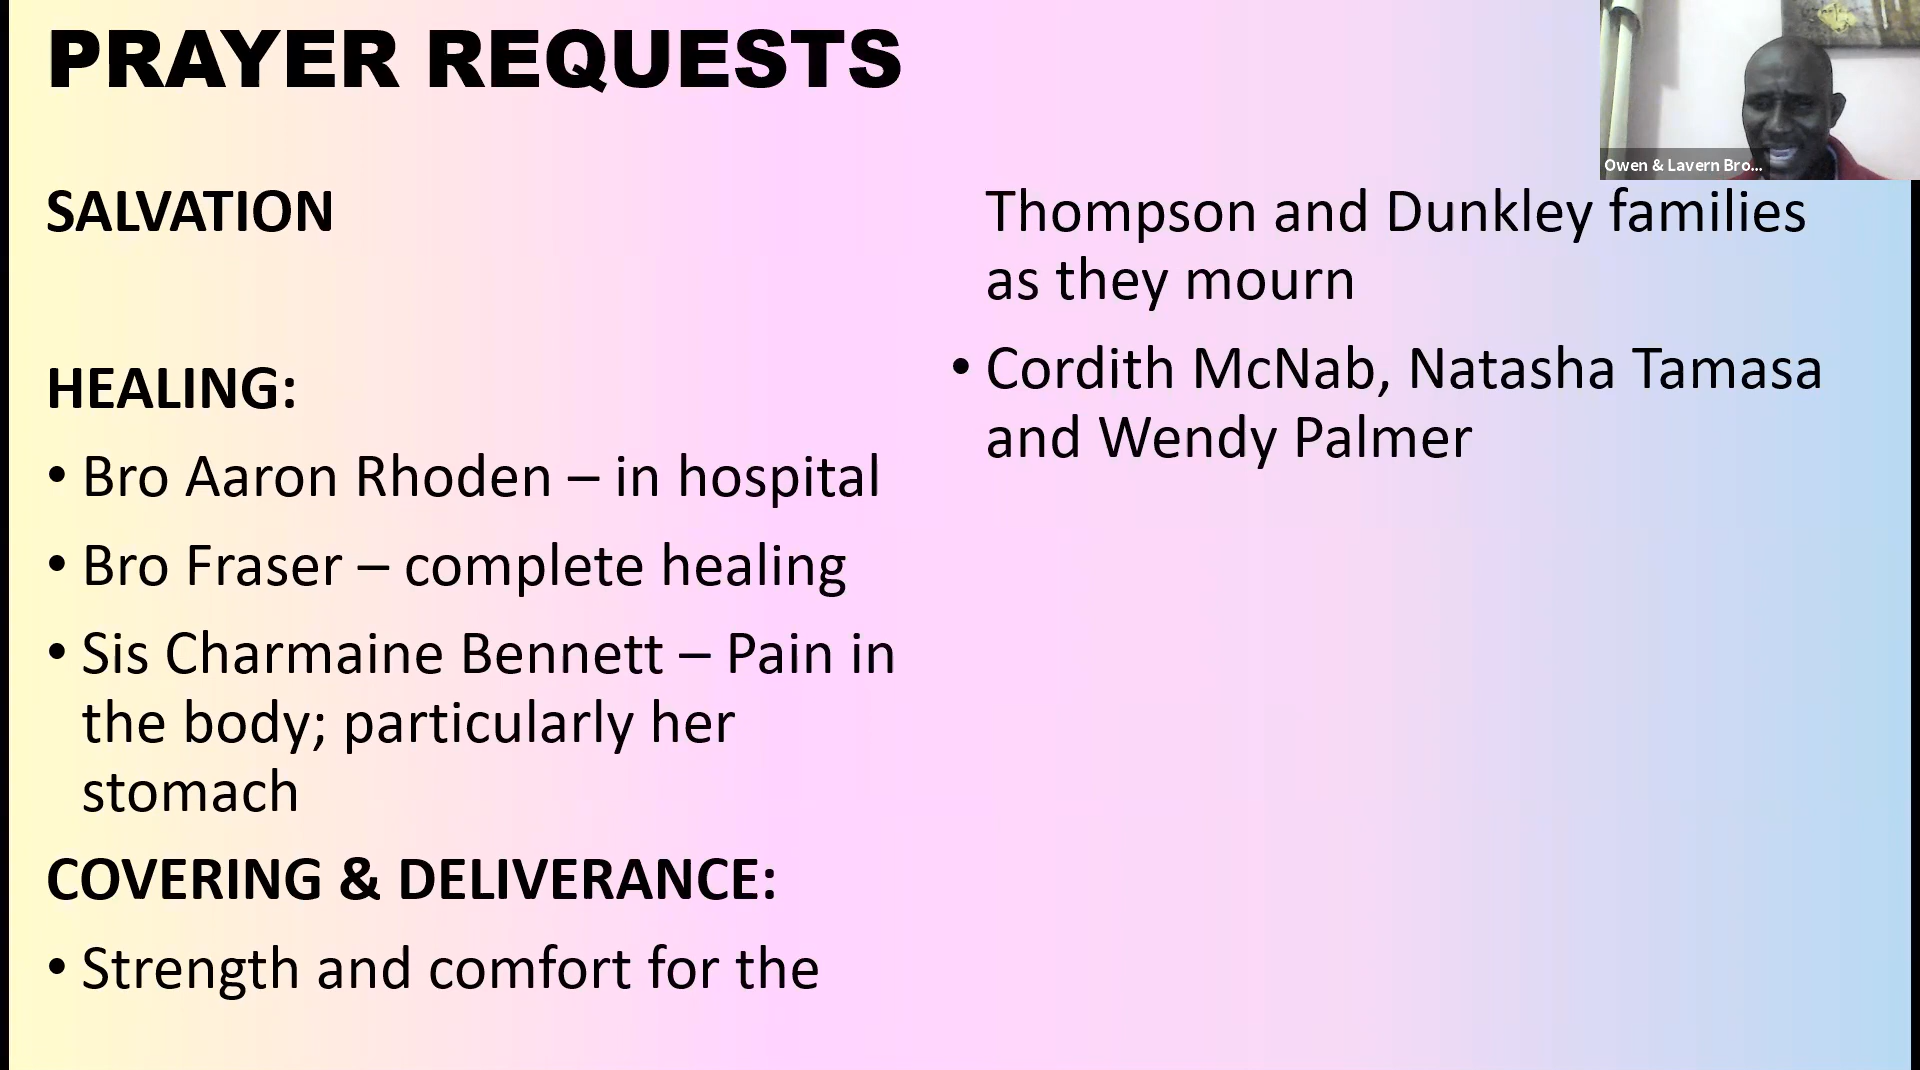 PRAYER REQUESTS
SALVATION
HEALING:
• Bro Aaron Rhoden – in hospital
• Bro Fraser – complete healing
• Sis Charmaine Bennett – Pain in
the body; particularly her
stomach
COVERING & DELIVERANCE:
• Strength and comfort for the
Thompson and Dunkley families
as they mourn
• Cordith McNab, Natasha Tamasa
and Wendy Palmer
Owen & Lavern Bro...